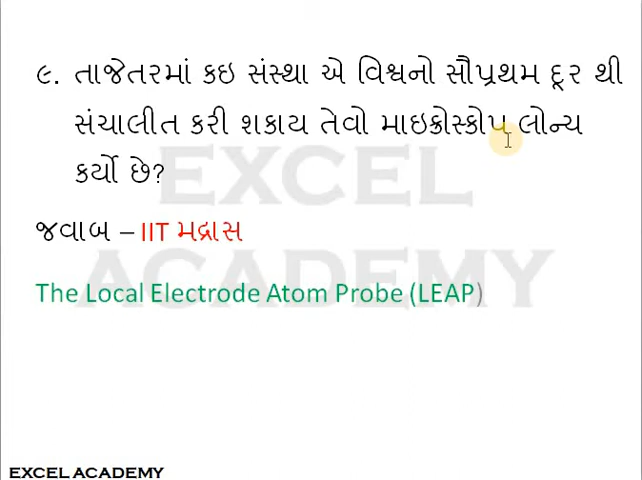 ૯. તાજેતરમાં કઇ સંસ્થા એ વિશ્વનો સૌપ્રથમ દૂર થી
સંચાલીત કરી શકાય તેવો માઇક્રોસ્કોપ લોન્ચ
કર્યો છે?
EXCEL
જવાબ – IIT મદ્રાસ
ACADEMY
The Local Electrode Atom Probe (LEAP)
EXCEL ACADEMY